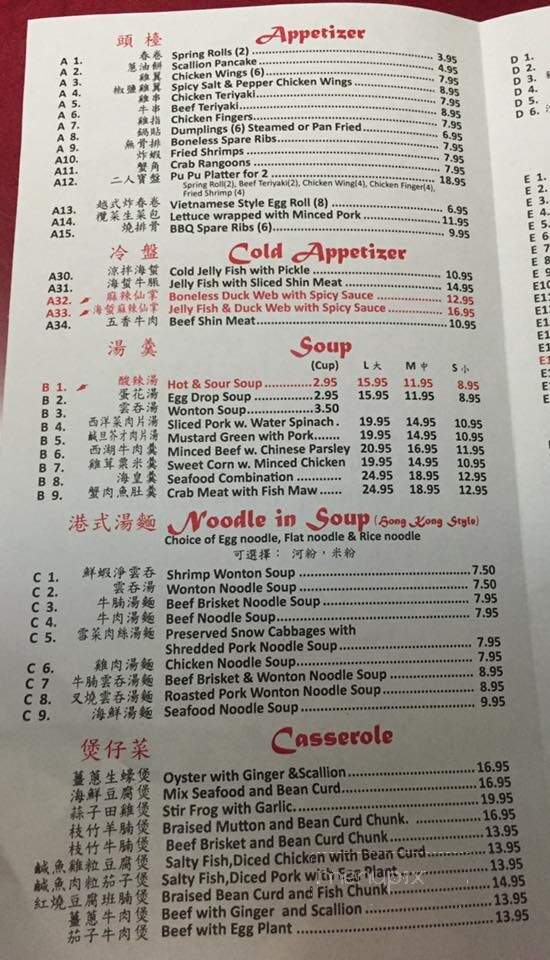 頭檯 Appetizer
A 1. 春卷 Spring Rolls (2) 3.95
A 2. 蔥油餅 Scallion Pancake 4.95
A 3. 雞翼 Chicken Wings (6) 7.95
A 4. 椒鹽雞翼 Spicy Salt & Pepper Chicken Wings 8.95
A 5. 雞串 Chicken Teriyaki 7.95
A 6. 牛串 Beef Teriyaki 8.95
A 7. 雞指 Chicken Fingers 7.95
A 8. 鍋貼 Dumplings (6) Steamed or Pan Fried 6.95
A 9. 無骨排 Boneless Spare Ribs 7.95
A10. 炸蝦 Fried Shrimps 7.95
A11. 蟹角 Crab Rangoons 7.95
A12. 二人寶盤 Pu Pu Platter for 2 18.95
Spring Roll(2), Beef Teriyaki(2), Chicken Wing(4), Chicken Finger(4),
Fried Shrimp (4)
A13. 越式炸春卷 Vietnamese Style Egg Roll (8) 6.95
A14. 欖菜生菜包 Lettuce wrapped with Minced Pork 11.95
A15. 燒排骨 BBQ Spare Ribs (6) 9.95
冷盤 Cold Appetizer
A30. 涼拌海蜇 Cold Jelly Fish with Pickle 10.95
A31. 海蜇牛脹 Jelly Fish with Sliced Shin Meat 14.95
A32. 麻辣仙掌 Boneless Duck Web with Spicy Sauce 12.95
A33. 海蜇麻辣仙掌 Jelly Fish & Duck Web with Spicy Sauce 16.95
A34. 五香牛肉 Beef Shin Meat 10.95
湯羹 Soup
(Cup) L 大 M 中 S 小
B 1. 酸辣湯 Hot & Sour Soup 2.95 15.95 11.95 8.95
B 2. 蛋花湯 Egg Drop Soup 2.95 15.95 11.95 8.95
B 3. 雲吞湯 Wonton Soup 3.50
B 4. 西洋菜肉片湯 Sliced Pork w. Water Spinach . 19.95 14.95 10.95
B 5. 鹹旦芥才肉片湯 Mustard Green with Pork....... 19.95 14.95 10.95
B 6. 西湖牛肉羹 Minced Beef w. Chinese Parsley 20.95 16.95 11.95
B 7. 雞茸粟米羹 Sweet Corn w. Minced Chicken 19.95 14.95 10.95
B 8. 海皇羹 Seafood Combination 24.95 18.95 12.95
B 9. 蟹肉魚肚羹 Crab Meat with Fish Maw ...... 24.95 18.95 12.95
港式湯麵 Noodle in Soup (Hong Kong Style)
Choice of Egg noodle, Flat noodle & Rice noodle
可選擇： 河粉，米粉
C 1. 鮮蝦淨雲吞 Shrimp Wonton Soup 7.50
C 2. 雲吞湯 Wonton Noodle Soup 7.50
C 3. 牛腩湯麵 Beef Brisket Noodle Soup 7.95
C 4. 牛肉湯麵 Beef Noodle Soup 7.95
C 5. 雪菜肉絲湯麵 Preserved Snow Cabbages with
Shredded Pork Noodle Soup 7.95
C 6. 雞肉湯麵 Chicken Noodle Soup 7.95
C 7 牛腩雲吞湯麵 Beef Brisket & Wonton Noodle Soup 8.95
C 8. 叉燒雲吞湯麵 Roasted Pork Wonton Noodle Soup 8.95
C 9. 海鮮湯麵 Seafood Noodle Soup 9.95
煲仔菜 Casserole
薑蔥生蠔煲 Oyster with Ginger &Scallion 16.95
海鮮豆腐煲 Mix Seafood and Bean Curd 16.95
蒜子田雞煲 Stir Frog with Garlic. 19.95
枝竹羊腩煲 Braised Mutton and Bean Curd Chunk. 16.95
枝竹牛腩煲 Beef Brisket and Bean Curd Chunk 13.95
鹹魚雞粒豆腐煲 Salty Fish,Diced Chicken with Bean Curd 13.95
鹹魚肉粒茄子煲 Salty Fish,Diced Pork with Egg Plant 13.95
紅燒豆腐班腩煲 Braised Bean Curd and Fish Chunk 14.95
薑蔥牛肉煲 Beef with Ginger and Scallion 13.95
茄子牛肉煲 Beef with Egg Plant 13.95
D 1.
D 2.
D 3.
D 4.
D 5.
D 6.
E 1.
E 2.
E 3.
E 4.
E 5.
E 6.
E 7.
E 8.
E 9.
E10
E11
E1
E1
E1
E1
E1
E1
E1